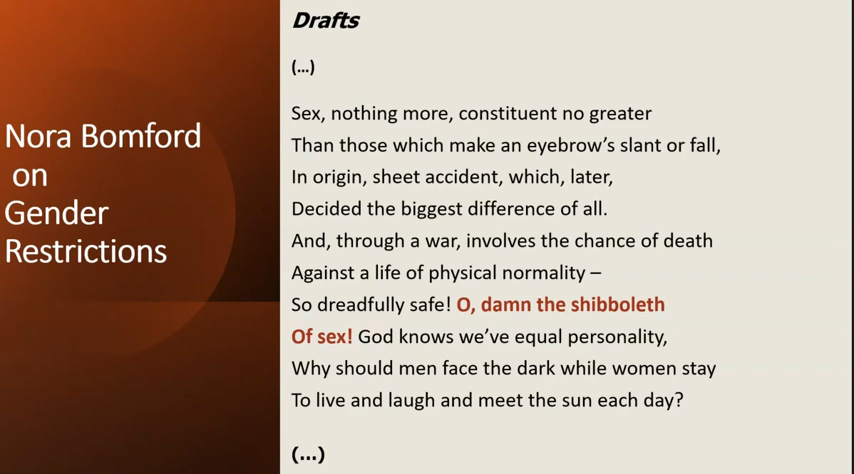 Nora Bomford
on
Gender
Restrictions
Drafts
(...)
Sex, nothing more, constituent no greater
Than those which make an eyebrow’s slant or fall,
In origin, sheet accident, which, later,
Decided the biggest difference of all.
And, through a war, involves the chance of death
Against a life of physical normality –
So dreadfully safe! O, damn the shibboleth
Of sex! God knows we’ve equal personality,
Why should men face the dark while women stay
To live and laugh and meet the sun each day?
(...)